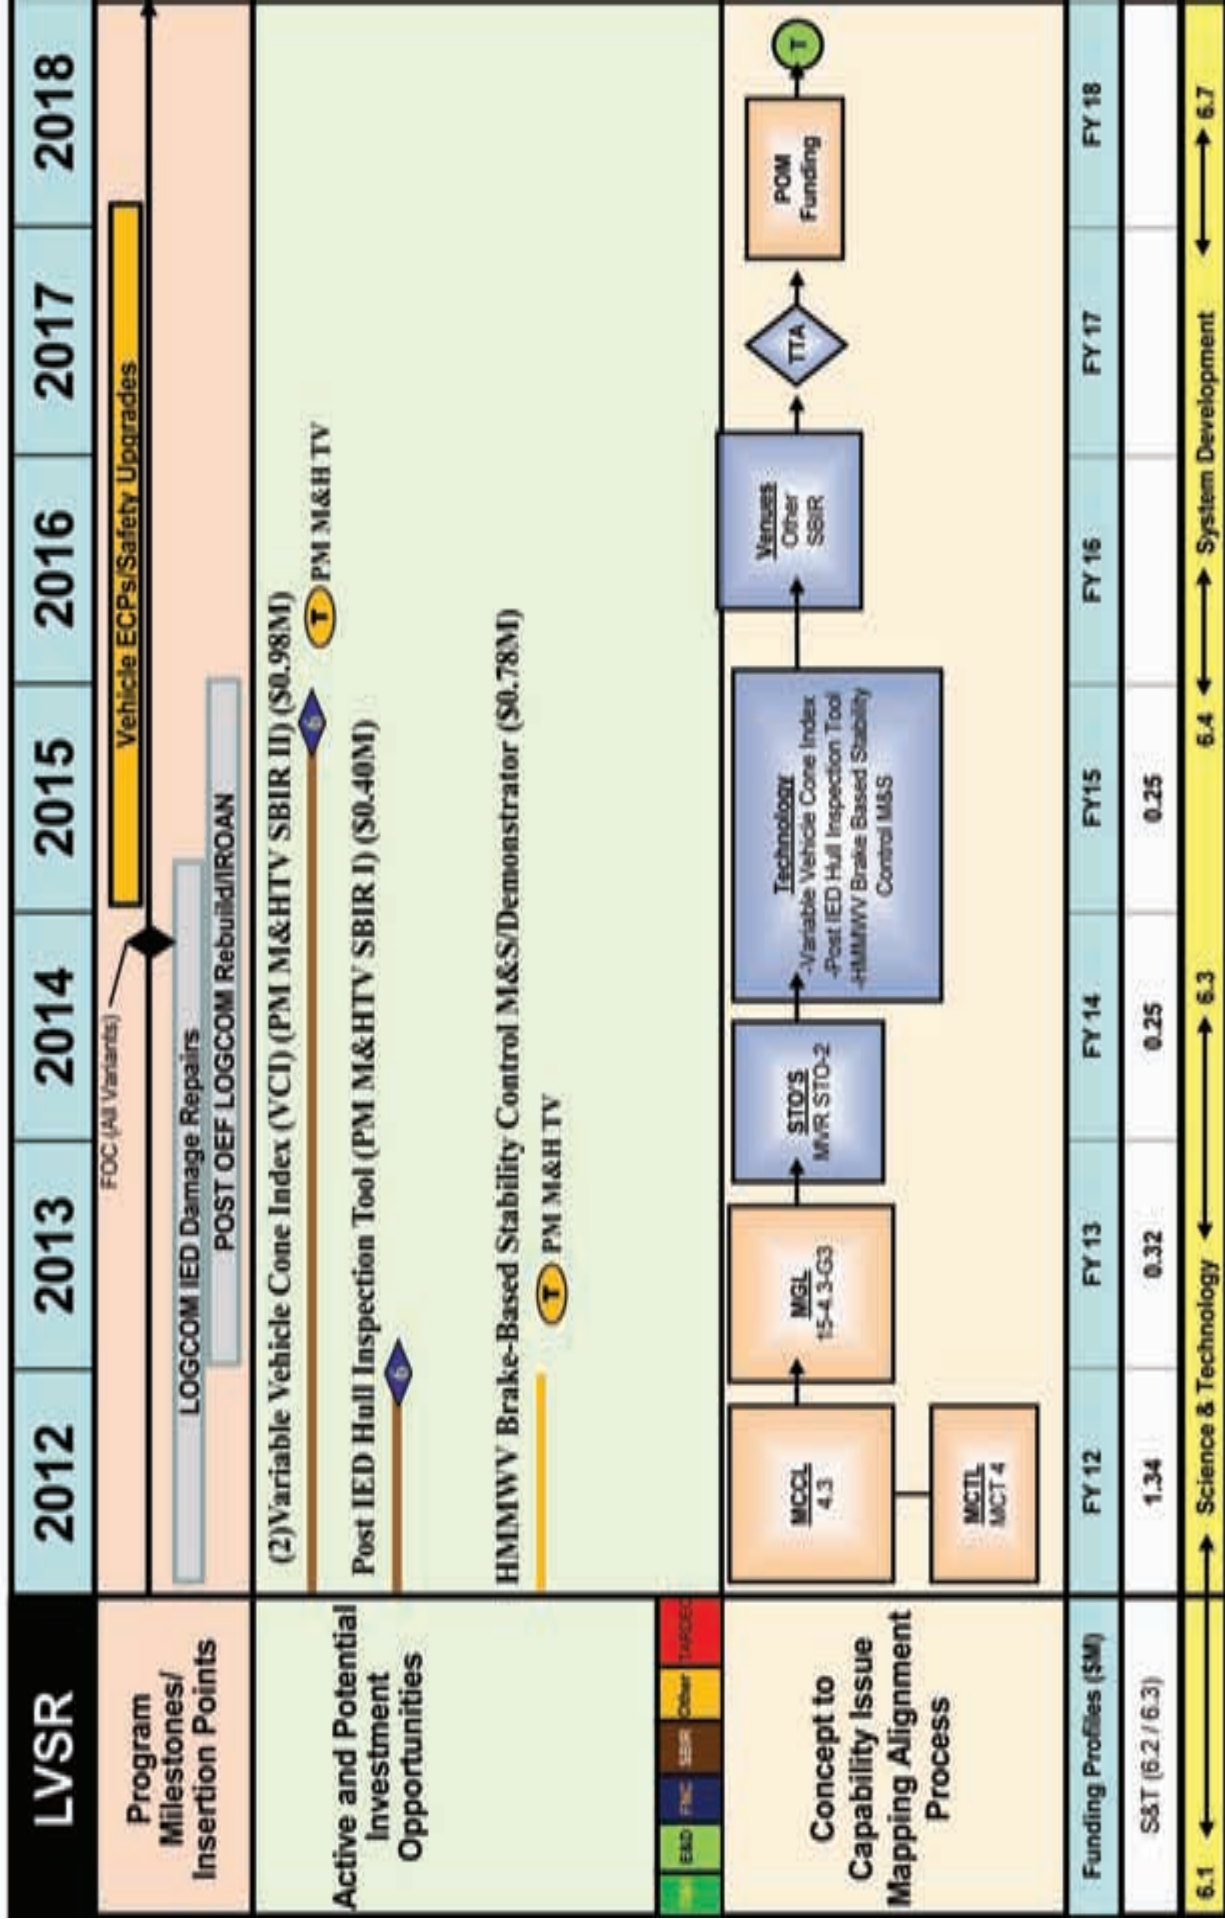 LVSR
2012
2013
2014
2015
2016
2017
2018
Program
Milestones/
Insertion Points
FOC (All Variants)
Vehicle ECPs/Safety Upgrades
LOGCOM IED Damage Repairs
POST OEF LOGCOM Rebuild/IROAN
Active and Potential
Investment
Opportunities
(2)Variable Vehicle Cone Index (VCI) (PM M&HTV SBIR II) ($0.98M)
6
T PM M&H TV
Post IED Hull Inspection Tool (PM M&HTV SBIR I) ($0.40M)
6
HMMWV Brake-Based Stability Control M&S/Demonstrator ($0.78M)
T PM M&H TV
E&D
FNC
SBIR
Other
TARDEC
Concept to
Capability Issue
Mapping Alignment
Process
MCCL
4.3
MCTL
MCT 4
MGL
15-4.3-G3
STO'S
MVR STO-2
Technology
-Variable Vehicle Cone Index
-Post IED Hull Inspection Tool
-HMMWV Brake Based Stability
Control M&S
Venues
Other
SBIR
TTA
POM
Funding
T
Funding Profiles ($M)
FY 12
FY 13
FY 14
FY15
FY 16
FY 17
FY 18
S&T (6.2 / 6.3)
1.34
0.32
0.25
0.25
6.1
Science & Technology
6.3
6.4
System Development
6.7